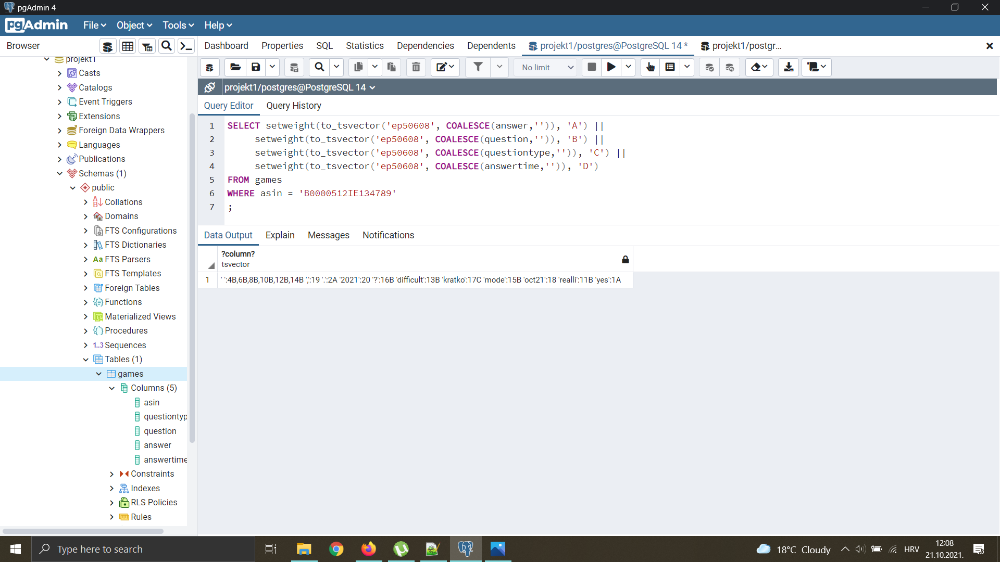 pgAdmin 4
pgAdmin File Object Tools Help
Browser Dashboard Properties SQL Statistics Dependencies Dependents projekt1/postgres@PostgreSQL 14 * projekt1/postgr...
No limit
projekt1/postgres@PostgreSQL 14
Query Editor Query History
1 SELECT setweight(to_tsvector('ep50608', COALESCE(answer,'')), 'A') ||
2 setweight(to_tsvector('ep50608', COALESCE(question,'')), 'B') ||
3 setweight(to_tsvector('ep50608', COALESCE(questiontype,'')), 'C') ||
4 setweight(to_tsvector('ep50608', COALESCE(answertime,'')), 'D')
5 FROM games
6 WHERE asin = 'B0000512IE134789'
7 ;
Data Output Explain Messages Notifications
?column?
tsvector
1 ' ':4B,6B,8B,10B,12B,14B ',':19 '.':2A '2021':20 '?':16B 'difficult':13B 'kratko':17C 'mode':15B 'oct21':18 'realli':11B 'yes':1A
projekt1
Casts
Catalogs
Event Triggers
Extensions
Foreign Data Wrappers
Languages
Publications
Schemas (1)
public
Collations
Domains
FTS Configurations
FTS Dictionaries
Aa FTS Parsers
FTS Templates
Foreign Tables
Functions
Materialized Views
Procedures
1..3 Sequences
Tables (1)
games
Columns (5)
asin
questiontyp
question
answer
answertime
Constraints
Indexes
RLS Policies
Rules
Type here to search
18°C Cloudy
HRV
12:08
21.10.2021.